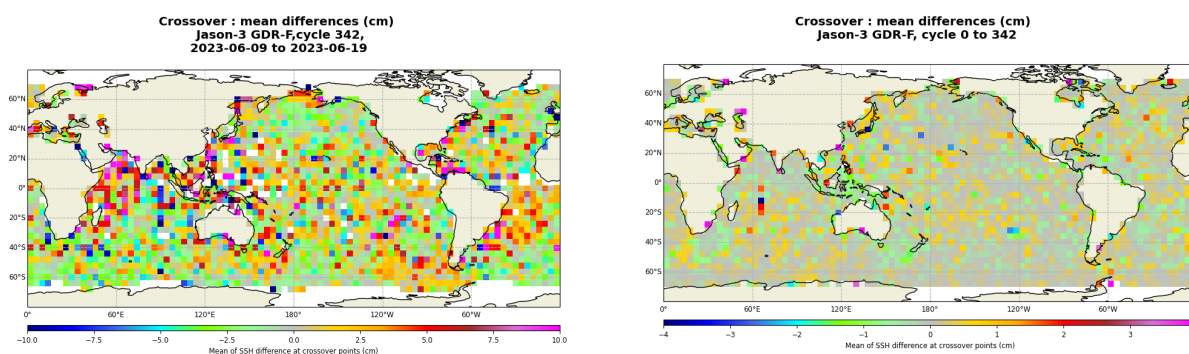 Crossover : mean differences (cm)
Jason-3 GDR-F,cycle 342,
2023-06-09 to 2023-06-19
60°N
40°N
20°N
0°
20°S
40°S
60°S
0°
60°E
120°E
180°
120°W
60°W
−10.0
−7.5
−5.0
−2.5
0.0
2.5
5.0
7.5
10.0
Mean of SSH difference at crossover points (cm)
Crossover : mean differences (cm)
Jason-3 GDR-F, cycle 0 to 342
60°N
40°N
20°N
0°
20°S
40°S
60°S
0°
60°E
120°E
180°
120°W
60°W
−4
−3
−2
−1
0
1
2
3
Mean of SSH difference at crossover points (cm)